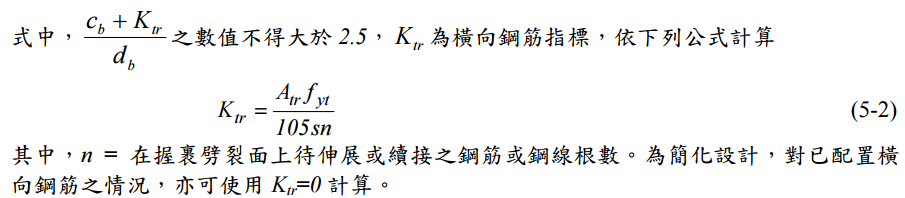 式中，(c_b + K_tr)/d_b 之數值不得大於 2.5，K_tr 為橫向鋼筋指標，依下列公式計算
K_tr = A_tr f_yt / 105sn (5-2)
其中，n = 在握裹劈裂面上待伸展或續接之鋼筋或鋼線根數。為簡化設計，對已配置橫
向鋼筋之情況，亦可使用 K_tr=0 計算。